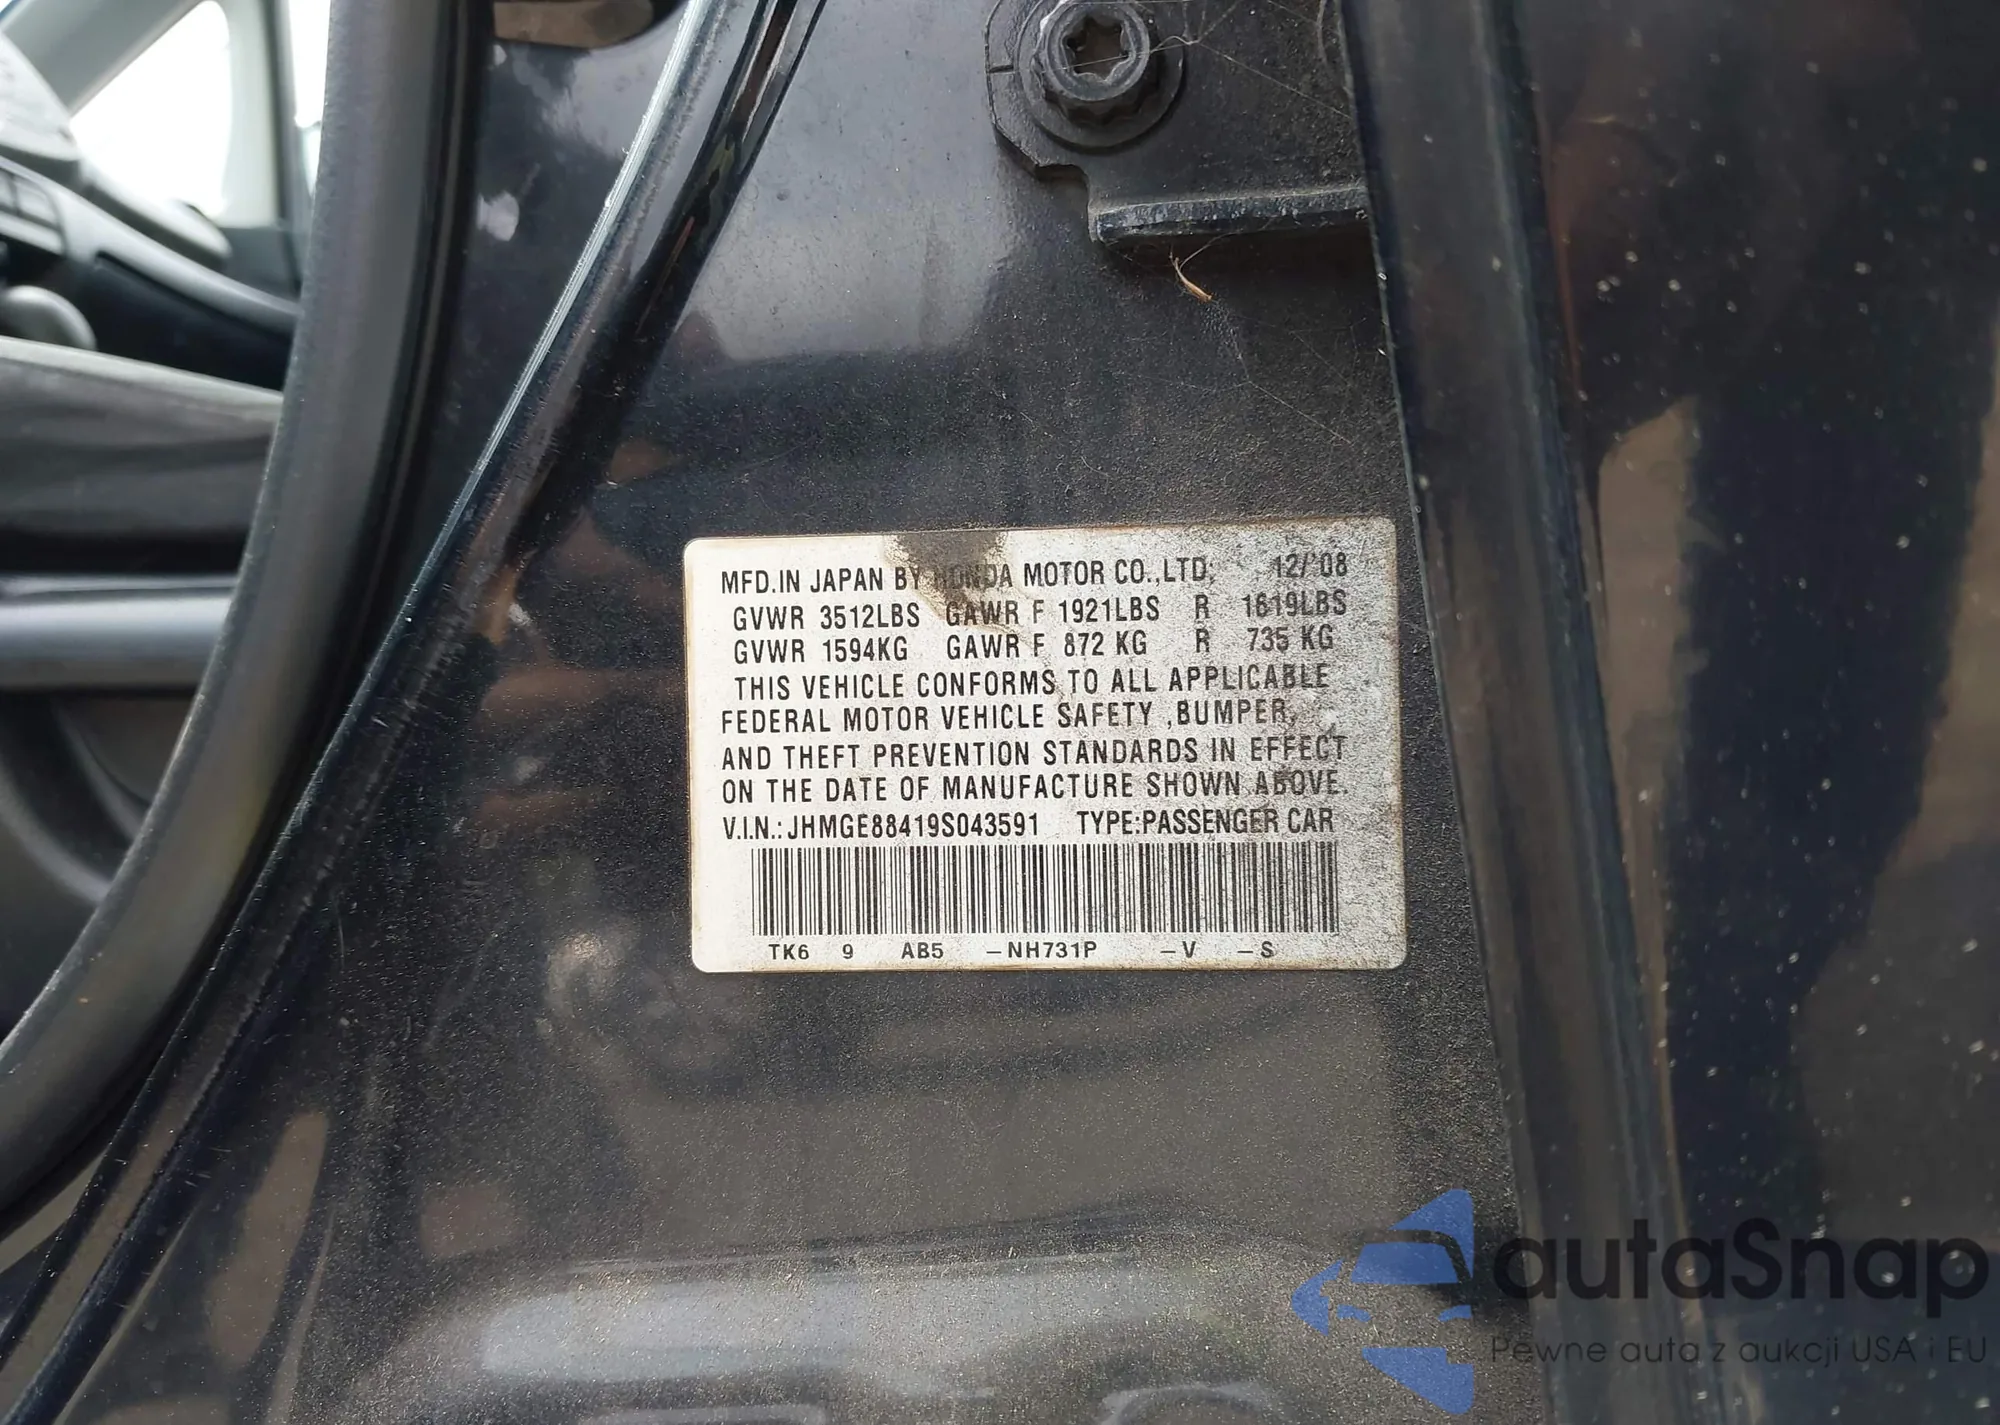 MFD.IN JAPAN BY HONDA MOTOR CO.,LTD. 12/'08
GVWR 3512LBS GAWR F 1921LBS R 1619LBS
GVWR 1594KG GAWR F 872 KG R 735 KG
THIS VEHICLE CONFORMS TO ALL APPLICABLE
FEDERAL MOTOR VEHICLE SAFETY ,BUMPER,
AND THEFT PREVENTION STANDARDS IN EFFECT
ON THE DATE OF MANUFACTURE SHOWN ABOVE.
V.I.N.: JHMGE88419S043591 TYPE:PASSENGER CAR
TK6 9 AB5 -NH731P -V -S
autaSnap
Pewne auta z aukcji USA i EU